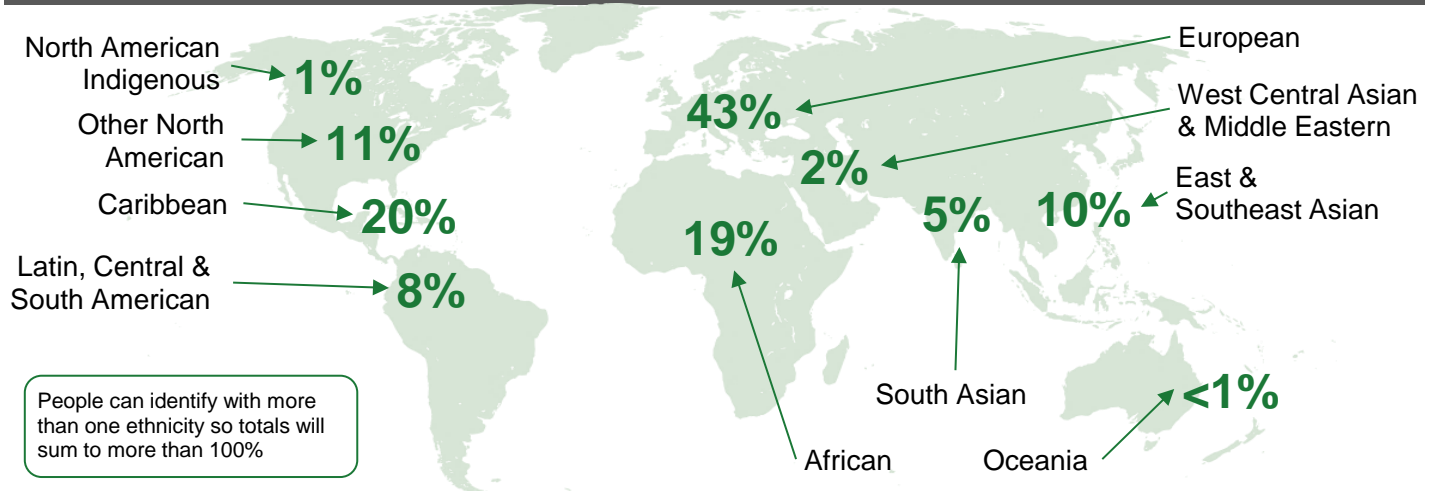 North American
Indigenous
1%
Other North
American
11%
Caribbean
20%
Latin, Central &
South American
8%
European
43%
West Central Asian
& Middle Eastern
2%
East &
Southeast Asian
10%
5%
South Asian
19%
African
<1%
Oceania
People can identify with more
than one ethnicity so totals will
sum to more than 100%